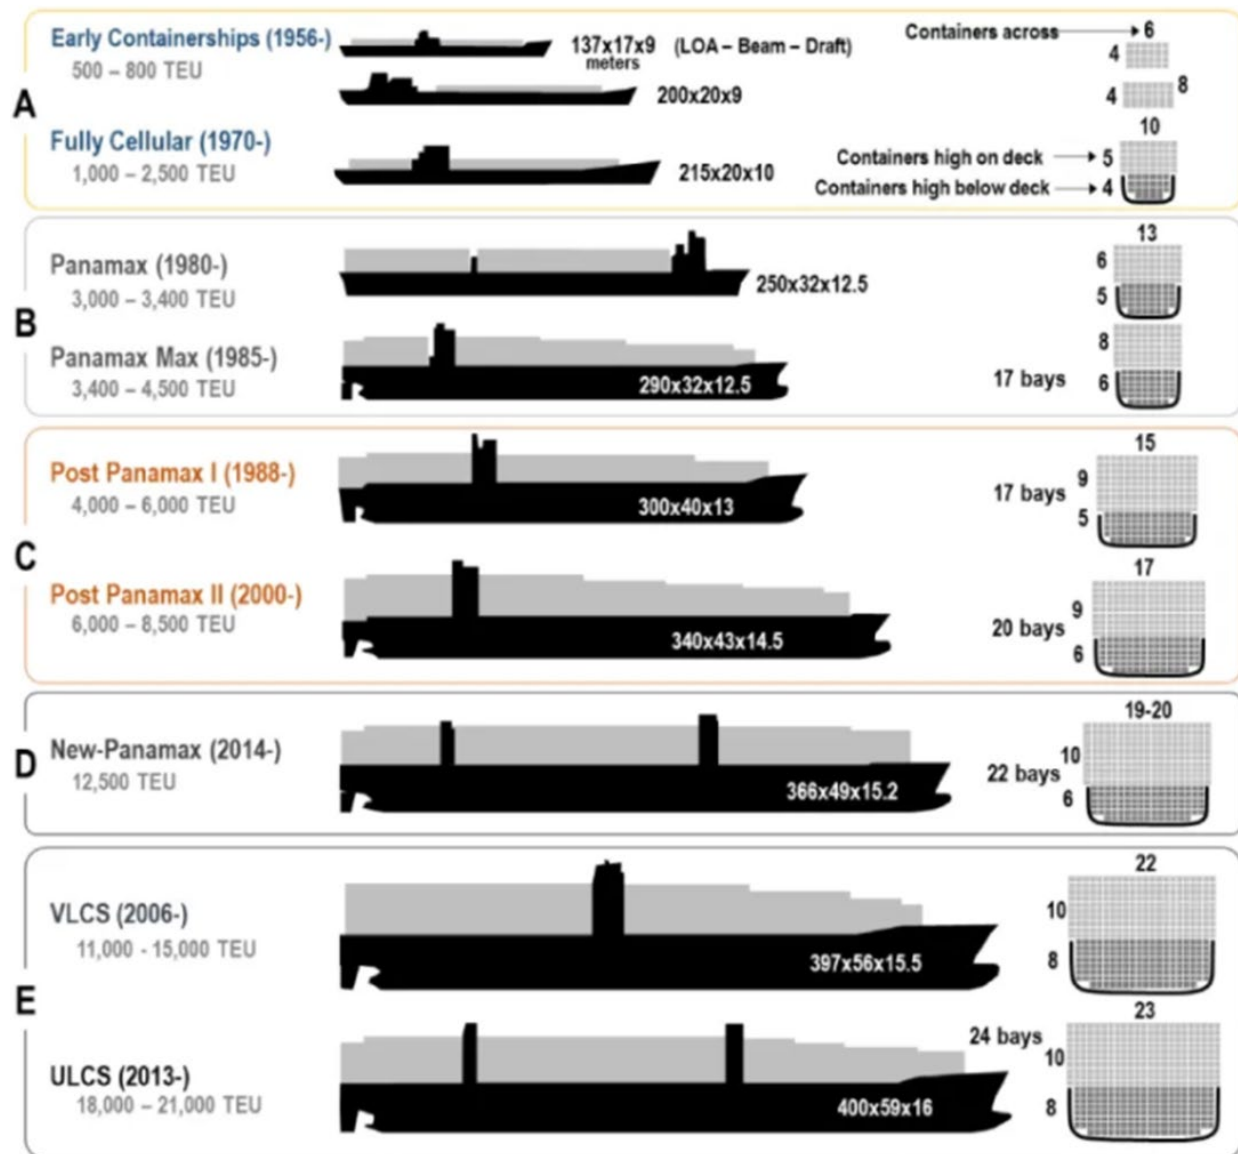 A
Early Containerships (1956-)
500 – 800 TEU
137x17x9 (LOA – Beam – Draft)
meters
Containers across
6
4
200x20x9
4
8
Fully Cellular (1970-)
1,000 – 2,500 TEU
215x20x10
10
Containers high on deck
5
Containers high below deck
4
B
Panamax (1980-)
3,000 – 3,400 TEU
250x32x12.5
13
6
5
Panamax Max (1985-)
3,400 – 4,500 TEU
290x32x12.5
17 bays
8
6
C
Post Panamax I (1988-)
4,000 – 6,000 TEU
300x40x13
17 bays
15
9
5
Post Panamax II (2000-)
6,000 – 8,500 TEU
340x43x14.5
20 bays
17
9
6
D
New-Panamax (2014-)
12,500 TEU
366x49x15.2
22 bays
19-20
10
6
E
VLCS (2006-)
11,000 - 15,000 TEU
397x56x15.5
22
10
8
ULCS (2013-)
18,000 – 21,000 TEU
400x59x16
24 bays
23
10
8